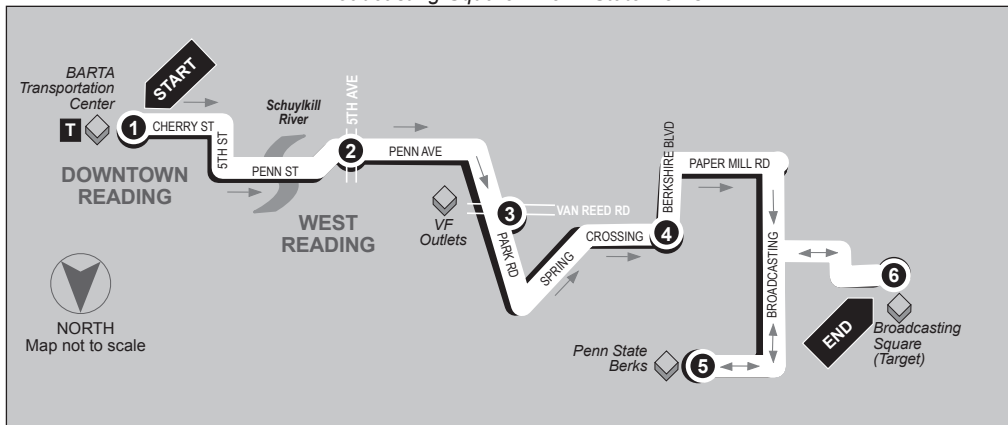 BARTA
Transportation
Center
START
T
1
CHERRY ST
5TH ST
DOWNTOWN
READING
PENN ST
Schuylkill
River
5TH AVE
2
PENN AVE
WEST
READING
VF
Outlets
3
VAN REED RD
PARK RD
SPRING
CROSSING
4
BERKSHIRE BLVD
PAPER MILL RD
BROADCASTING
6
END
Broadcasting
Square
(Target)
Penn State
Berks
5
NORTH
Map not to scale